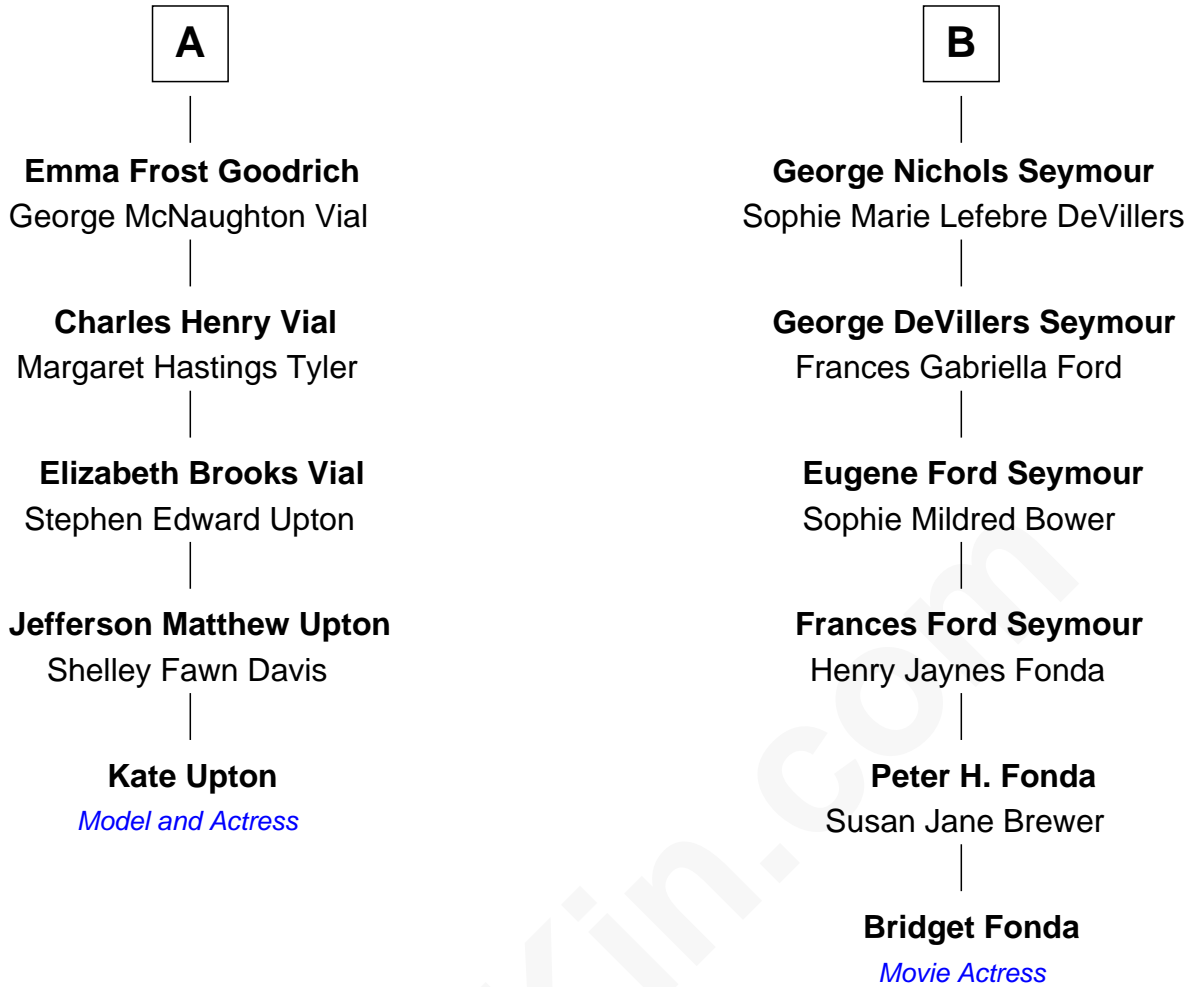 A
Emma Frost Goodrich
George McNaughton Vial
Charles Henry Vial
Margaret Hastings Tyler
Elizabeth Brooks Vial
Stephen Edward Upton
Jefferson Matthew Upton
Shelley Fawn Davis
Kate Upton
Model and Actress
B
George Nichols Seymour
Sophie Marie Lefebre DeVillers
George DeVillers Seymour
Frances Gabriella Ford
Eugene Ford Seymour
Sophie Mildred Bower
Frances Ford Seymour
Henry Jaynes Fonda
Peter H. Fonda
Susan Jane Brewer
Bridget Fonda
Movie Actress
Kin.com